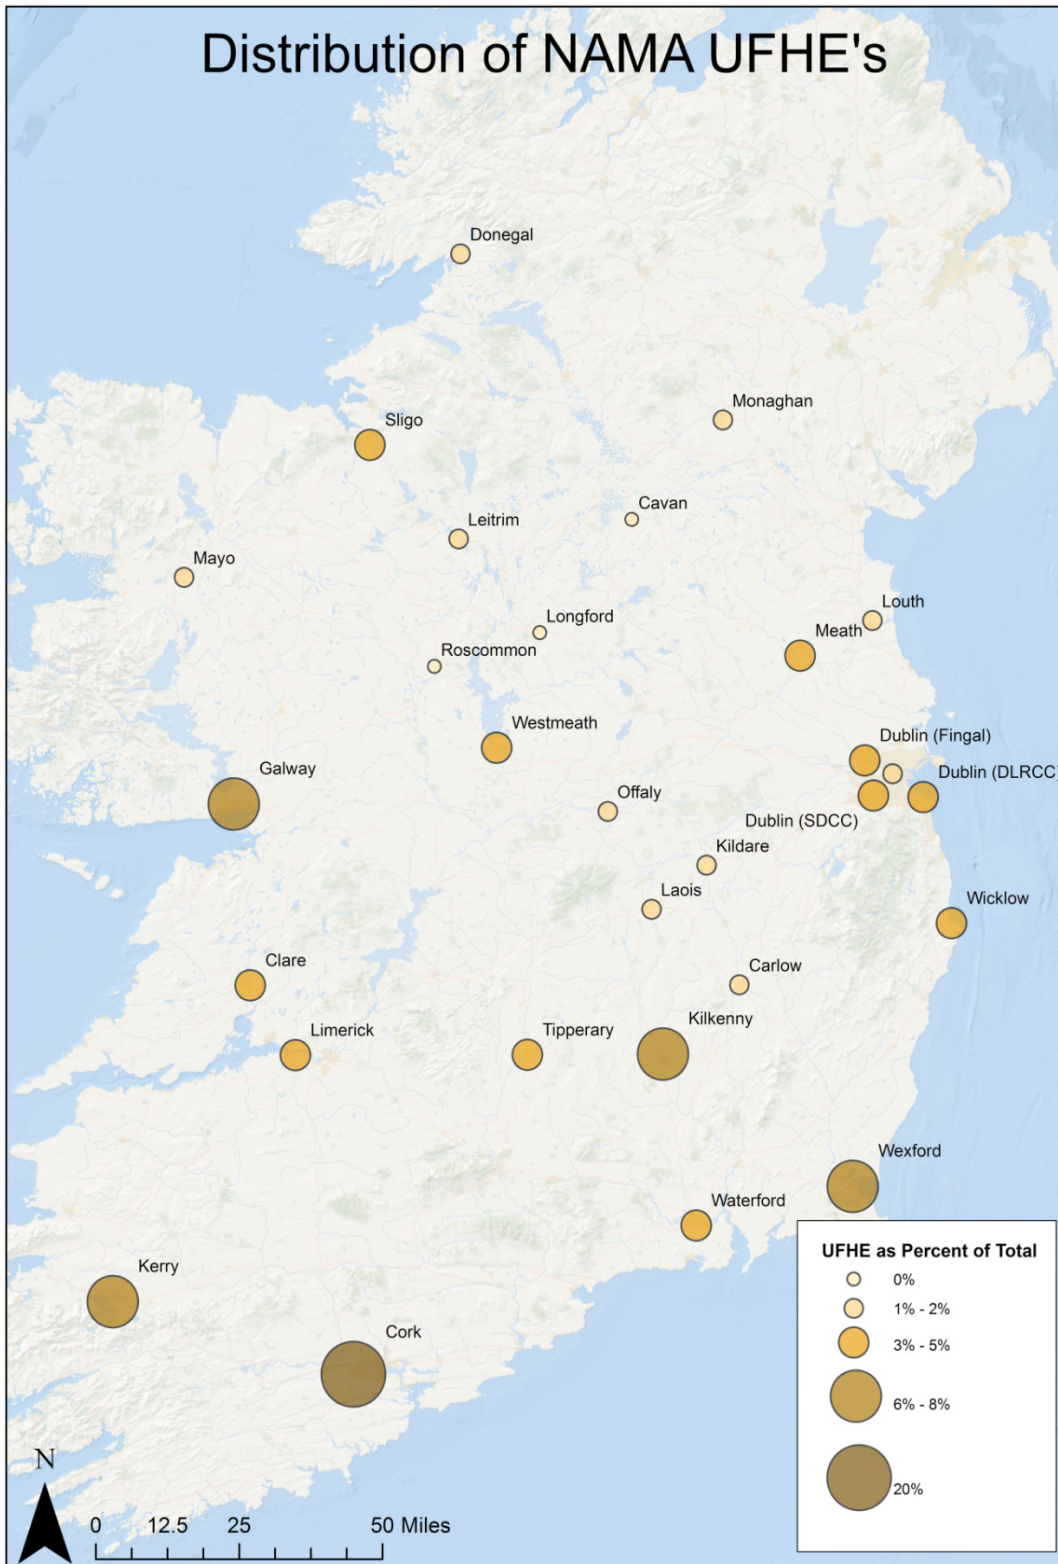 Distribution of NAMA UFHE's
Donegal
Monaghan
Sligo
Cavan
Leitrim
Mayo
Louth
Longford
Meath
Roscommon
Westmeath
Dublin (Fingal)
Galway
Dublin (DLRCC)
Offaly
Dublin (SDCC)
Kildare
Laois
Wicklow
Clare
Carlow
Kilkenny
Limerick
Tipperary
Wexford
Waterford
Kerry
Cork
UFHE as Percent of Total
0%
1% - 2%
3% - 5%
6% - 8%
20%
N
0 12.5 25 50 Miles